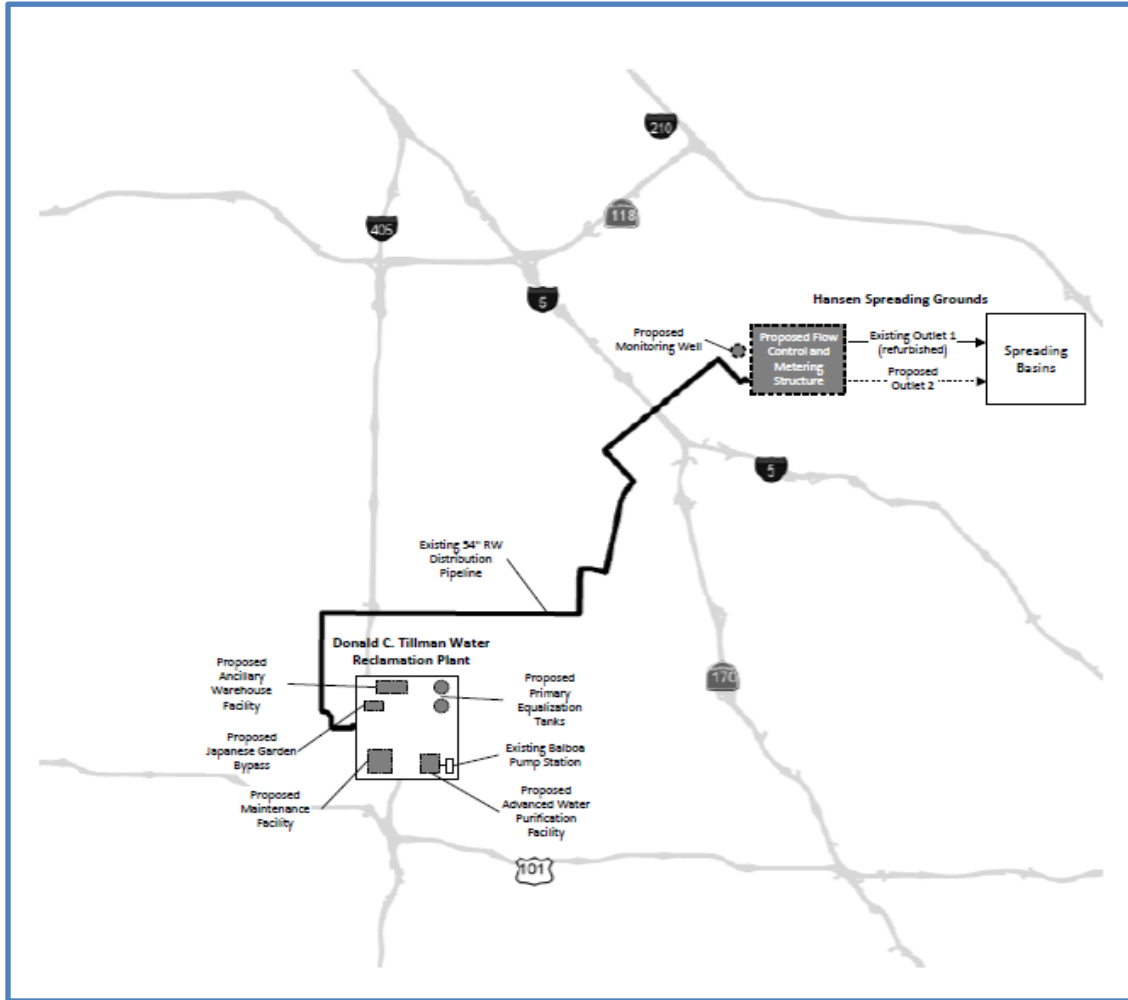 210
118
405
5
Hansen Spreading Grounds
Proposed
Monitoring Well
Proposed Flow
Control and
Metering
Structure
Existing Outlet 1
(refurbished)
Proposed
Outlet 2
Spreading
Basins
5
Existing 54" RW
Distribution
Pipeline
170
Donald C. Tillman Water
Reclamation Plant
Proposed
Ancillary
Warehouse
Facility
Proposed
Primary
Equalization
Tanks
Proposed
Japanese Garden
Bypass
Existing Balboa
Pump Station
Proposed
Maintenance
Facility
Proposed
Advanced Water
Purification
Facility
101